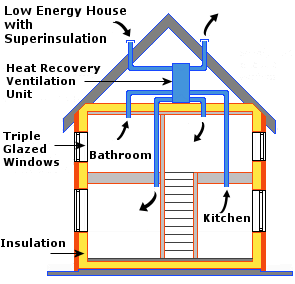 Low Energy House
with
Superinsulation
Heat Recovery
Ventilation
Unit
Triple
Glazed
Windows
Bathroom
Kitchen
Insulation